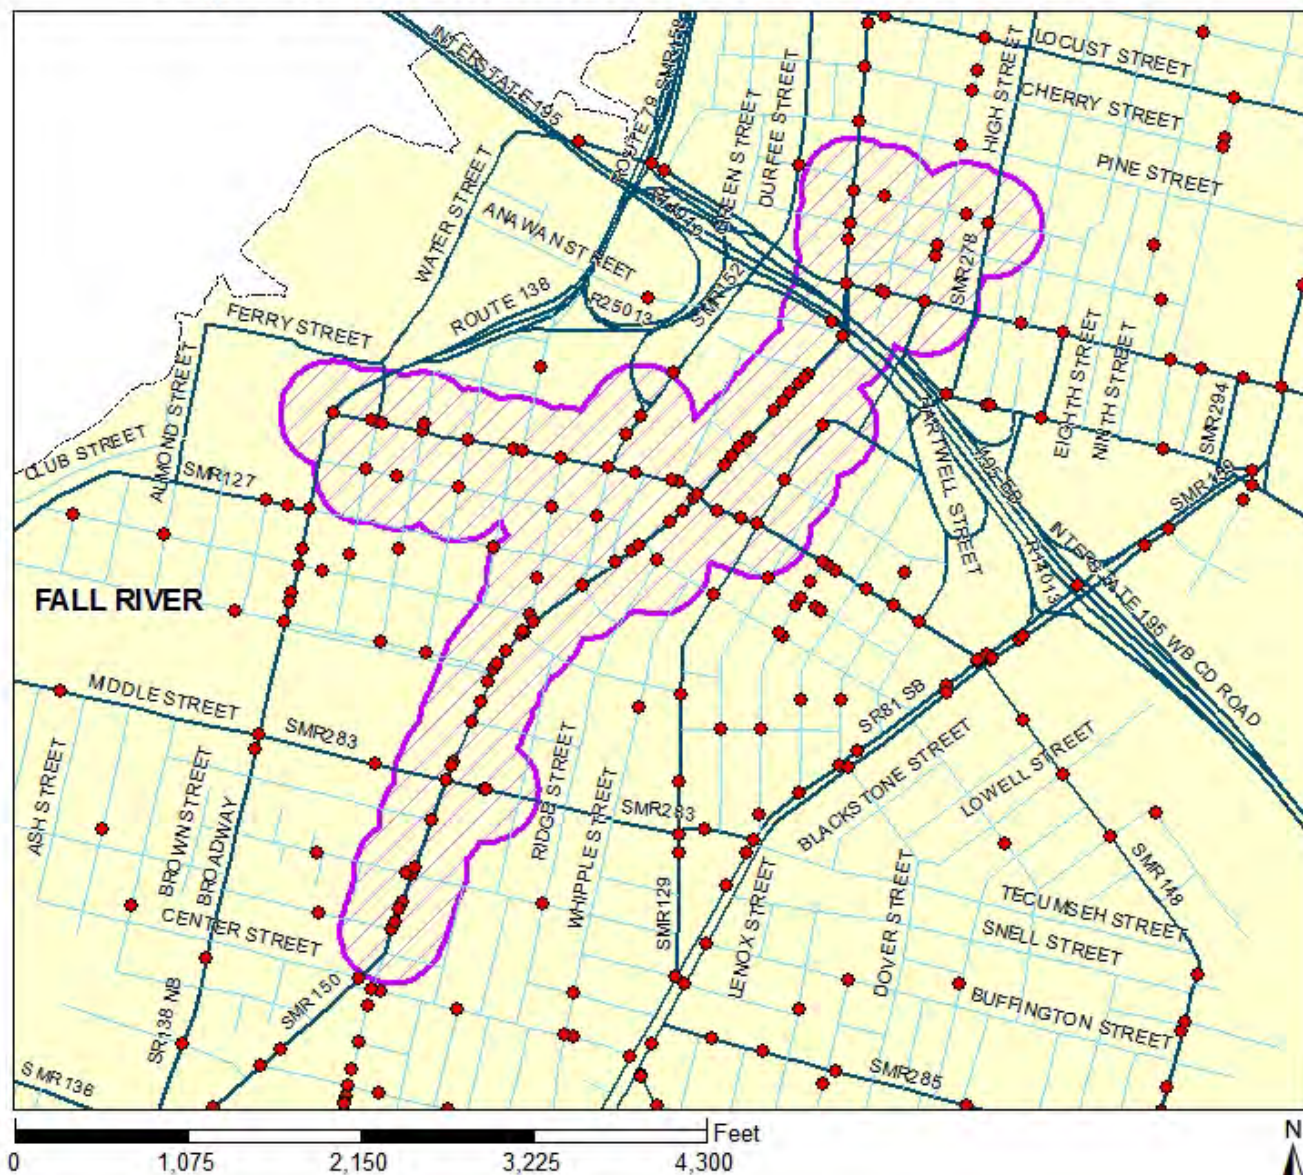 INTERSTATE 195
ROUTE 79
SMR158
DURFEE STREET
HIGH STREET
LOCUST STREET
CHERRY STREET
PINE STREET
WATER STREET
ANAWAN STREET
SMR278
ROUTE 138
R25013
SMR152
FERRY STREET
ALMOND STREET
CLUB STREET
SMR127
EIGHTH STREET
NINTH STREET
SMR294
HARTWELL STREET
I195 EB
R14013
INTERSTATE 195 WB CD ROAD
FALL RIVER
MIDDLE STREET
SMR283
SR81 SB
BLACKSTONE STREET
LOWELL STREET
ASH STREET
BROWN STREET
BROADWAY
RIDGE STREET
WHIPPLE STREET
SMR283
SMR129
LENOX STREET
DOVER STREET
SMR148
TECUMSEH STREET
SNELL STREET
BUFFINGTON STREET
CENTER STREET
SMR150
SR138 NB
SMR136
SMR285
Feet
0 1,075 2,150 3,225 4,300
N